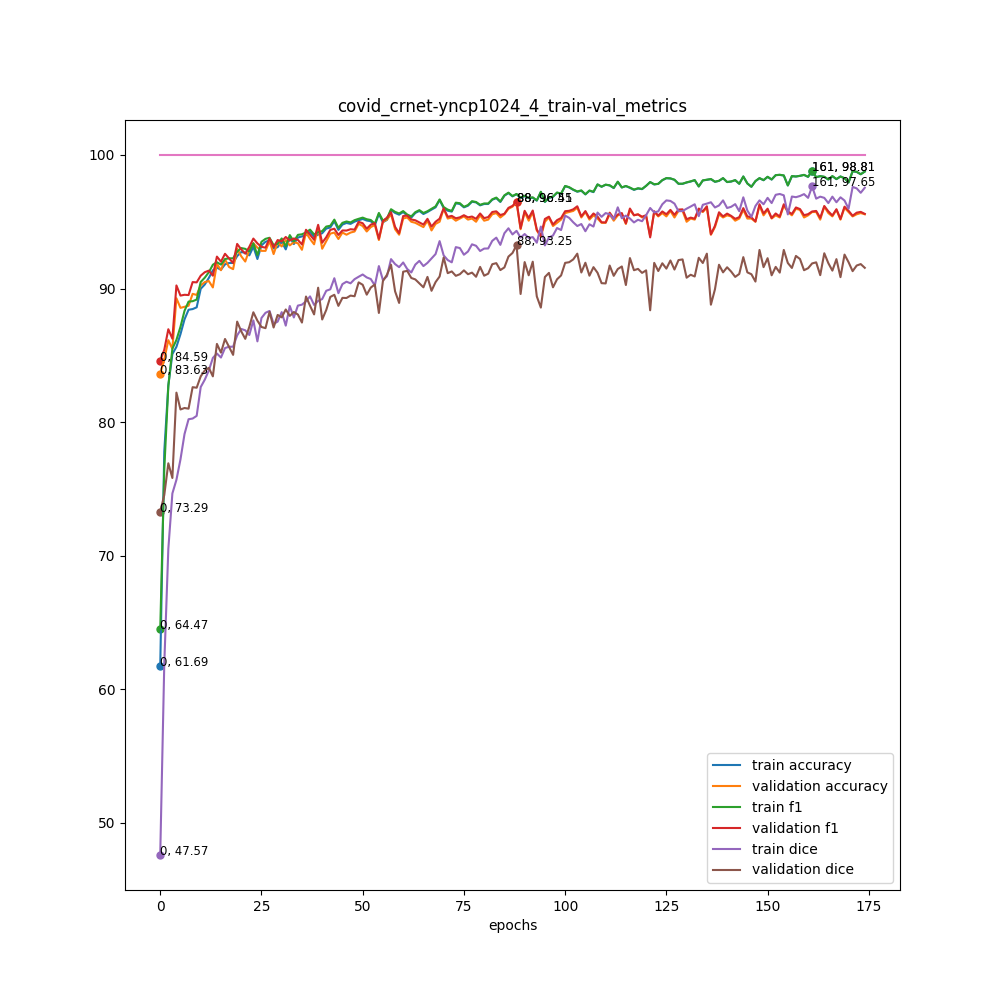 covid_crnet-yncp1024_4_train-val_metrics
100
90
80
70
60
50
161, 98.81
161, 97.65
88, 93.25
0, 84.59
0, 83.63
0, 73.29
0, 64.47
0, 61.69
0, 47.57
train accuracy
validation accuracy
train f1
validation f1
train dice
validation dice
0
25
50
75
100
125
150
175
epochs